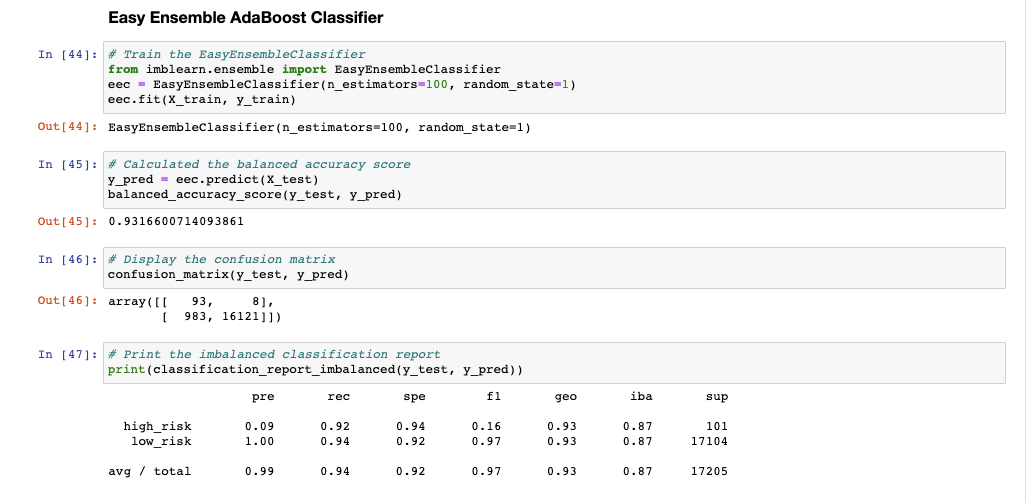 Easy Ensemble AdaBoost Classifier
In [44]: # Train the EasyEnsembleClassifier
from imblearn.ensemble import EasyEnsembleClassifier
eec = EasyEnsembleClassifier(n_estimators=100, random_state=1)
eec.fit(X_train, y_train)
Out[44]: EasyEnsembleClassifier(n_estimators=100, random_state=1)
In [45]: # Calculated the balanced accuracy score
y_pred = eec.predict(X_test)
balanced_accuracy_score(y_test, y_pred)
Out[45]: 0.9316600714093861
In [46]: # Display the confusion matrix
confusion_matrix(y_test, y_pred)
Out[46]: array([[   93,     8],
       [  983, 16121]])
In [47]: # Print the imbalanced classification report
print(classification_report_imbalanced(y_test, y_pred))
pre rec spe f1 geo iba sup
high_risk 0.09 0.92 0.94 0.16 0.93 0.87 101
low_risk 1.00 0.94 0.92 0.97 0.93 0.87 17104
avg / total 0.99 0.94 0.92 0.97 0.93 0.87 17205